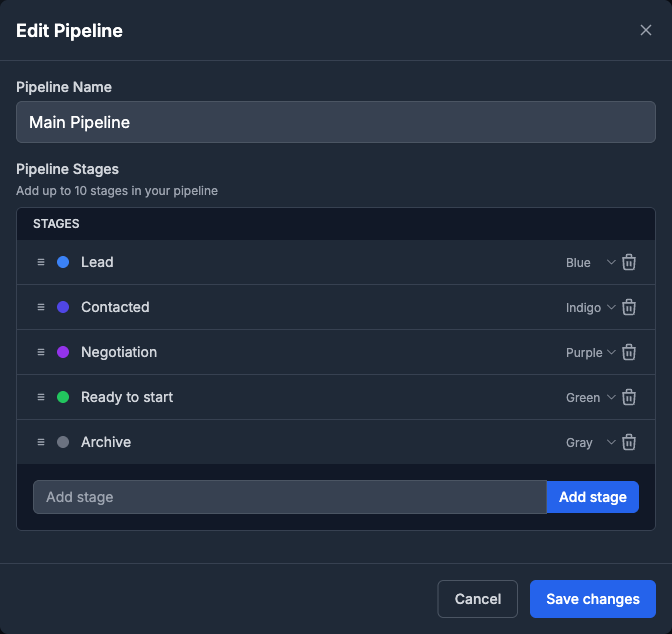 Edit Pipeline
Pipeline Name
Main Pipeline
Pipeline Stages
Add up to 10 stages in your pipeline
STAGES
Lead Blue
Contacted Indigo
Negotiation Purple
Ready to start Green
Archive Gray
Add stage Add stage
Cancel Save changes